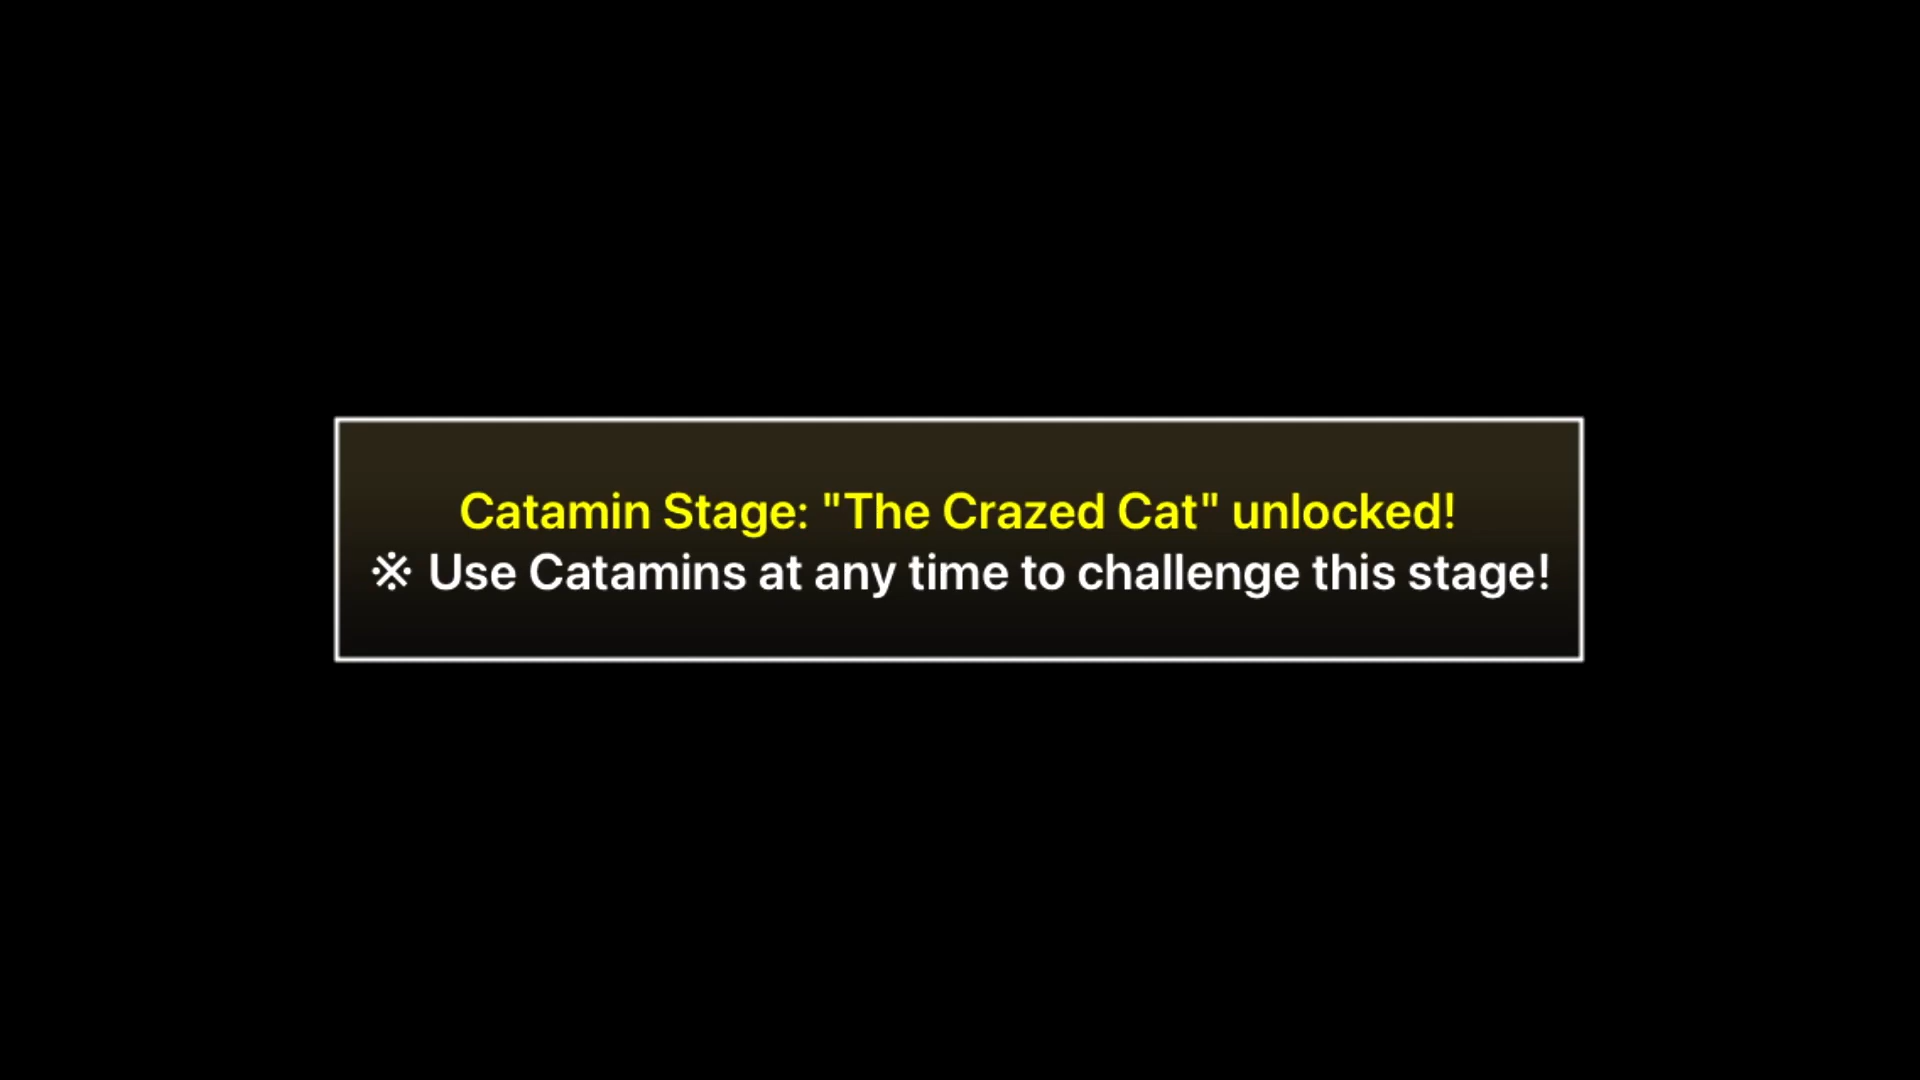 Catamin Stage: "The Crazed Cat" unlocked!
※ Use Catamins at any time to challenge this stage!